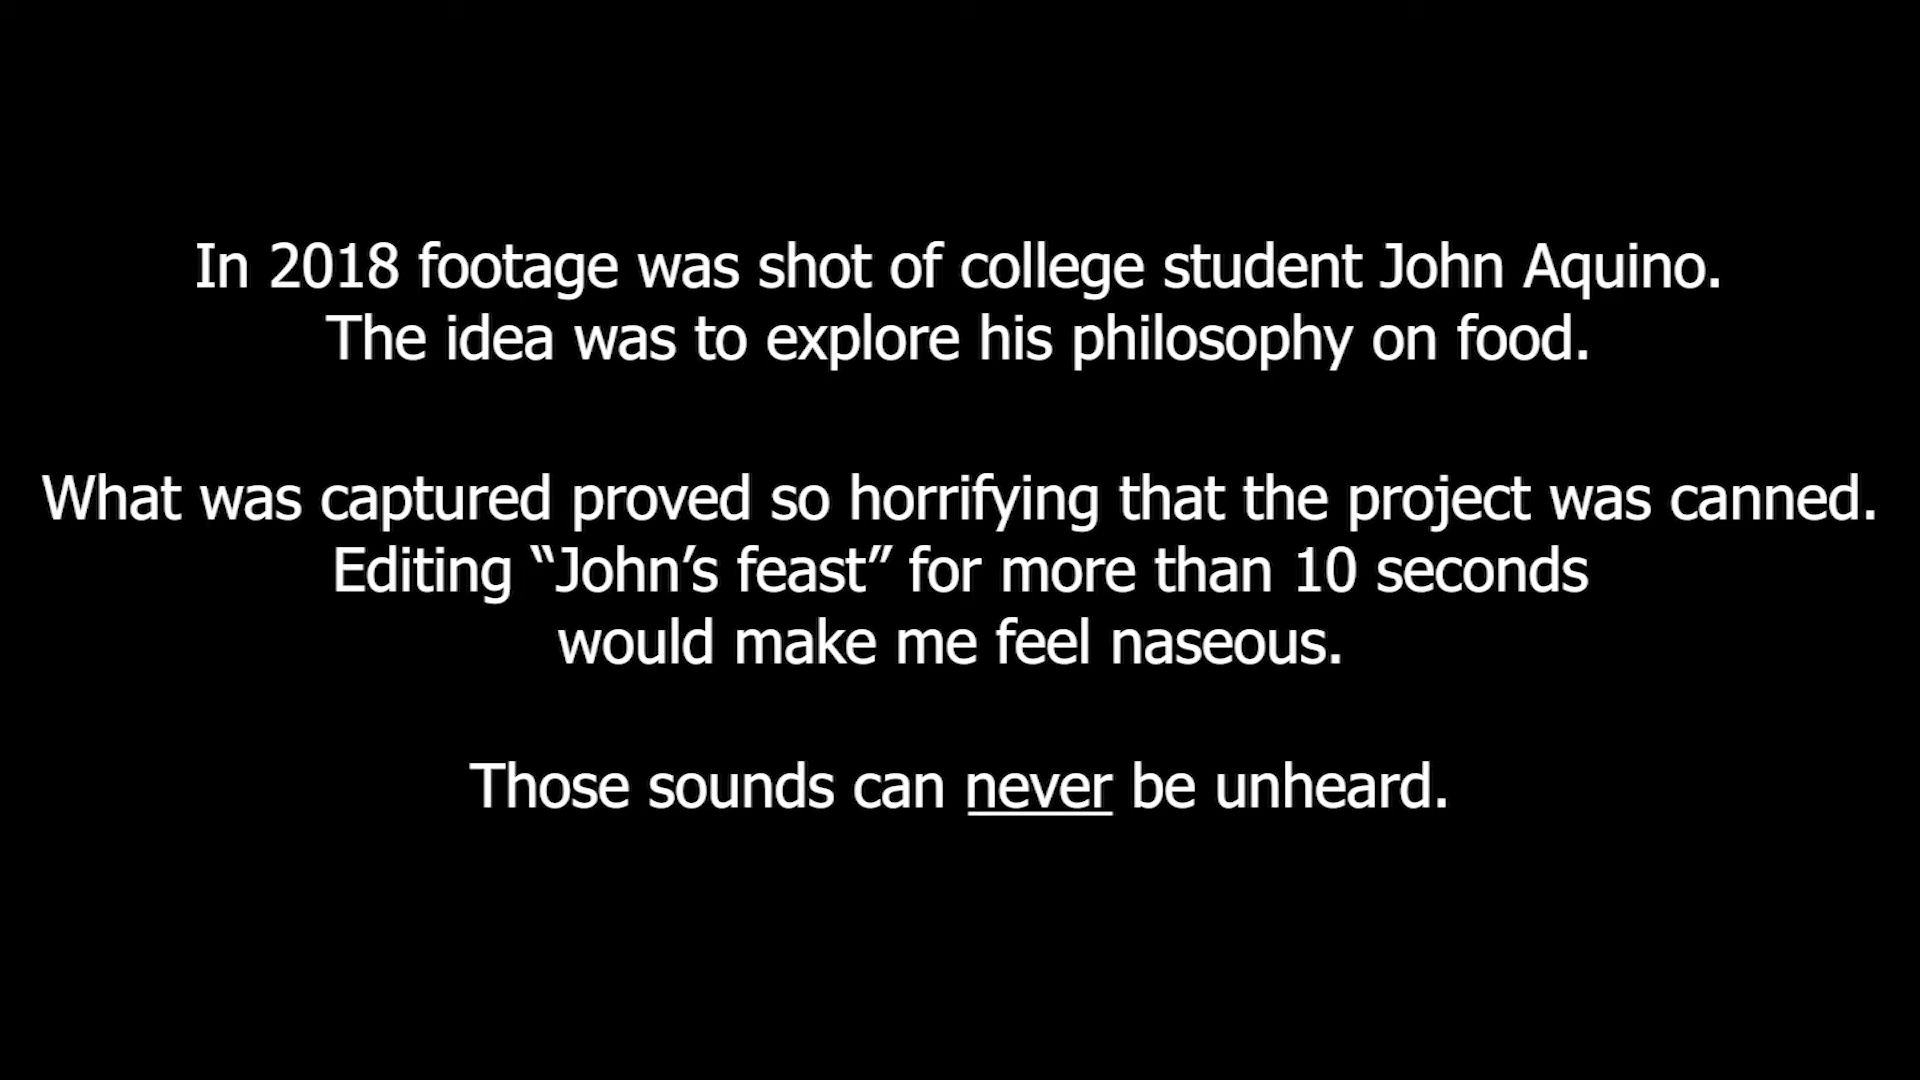 In 2018 footage was shot of college student John Aquino.
The idea was to explore his philosophy on food.
What was captured proved so horrifying that the project was canned.
Editing “John’s feast” for more than 10 seconds
would make me feel naseous.
Those sounds can never be unheard.